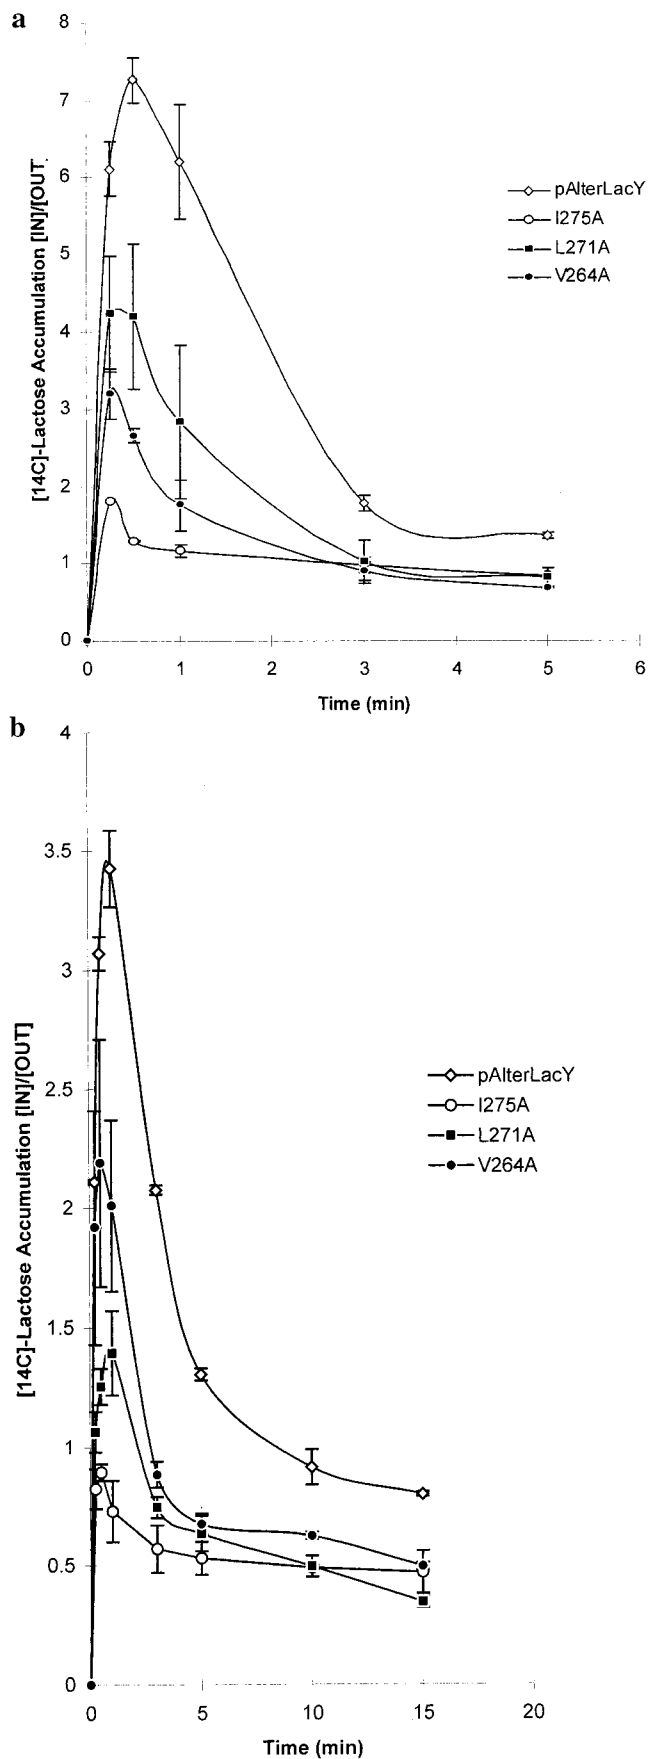 a
8
7
6
5
4
3
2
1
0
[14C]-Lactose Accumulation [IN]/[OUT.
pAlterLacY
I275A
L271A
V264A
0 1 2 3 4 5 6
Time (min)
b
4
3.5
3
2.5
2
1.5
1
0.5
0
[14C]-Lactose Accumulation [IN]/[OUT]
pAlterLacY
I275A
L271A
V264A
0 5 10 15 20
Time (min)